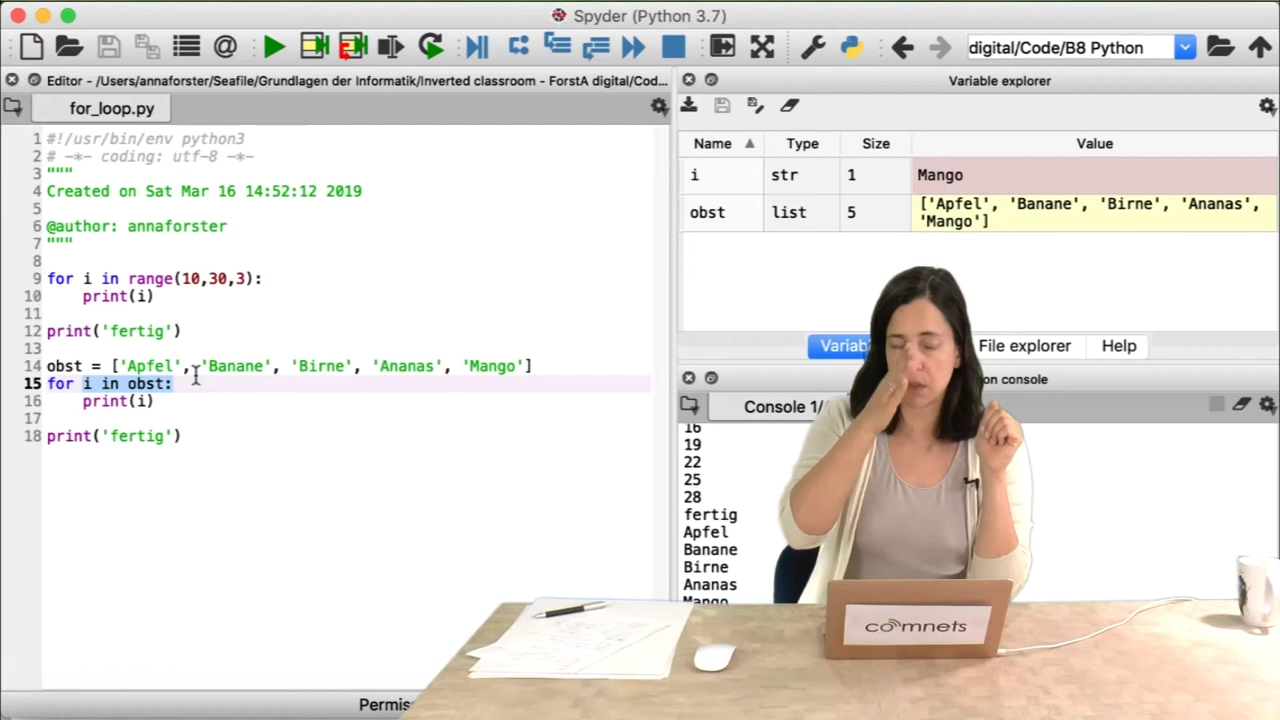 Spyder (Python 3.7)
digital/Code/B8 Python
Editor - /Users/annaforster/Seafile/Grundlagen der Informatik/Inverted classroom - ForstA digital/Cod...
for_loop.py
1 #!/usr/bin/env python3
2 # -*- coding: utf-8 -*-
3 """
4 Created on Sat Mar 16 14:52:12 2019
5
6 @author: annaforster
7 """
8
9 for i in range(10,30,3):
10 print(i)
11
12 print('fertig')
13
14 obst = ['Apfel', 'Banane', 'Birne', 'Ananas', 'Mango']
15 for i in obst:
16 print(i)
17
18 print('fertig')
Variable explorer
Name Type Size Value
i str 1 Mango
obst list 5 ['Apfel', 'Banane', 'Birne', 'Ananas',
'Mango']
Variab File explorer Help
on console
Console 1/
16
19
22
25
28
fertig
Apfel
Banane
Birne
Ananas
Mango
comnets
Permis